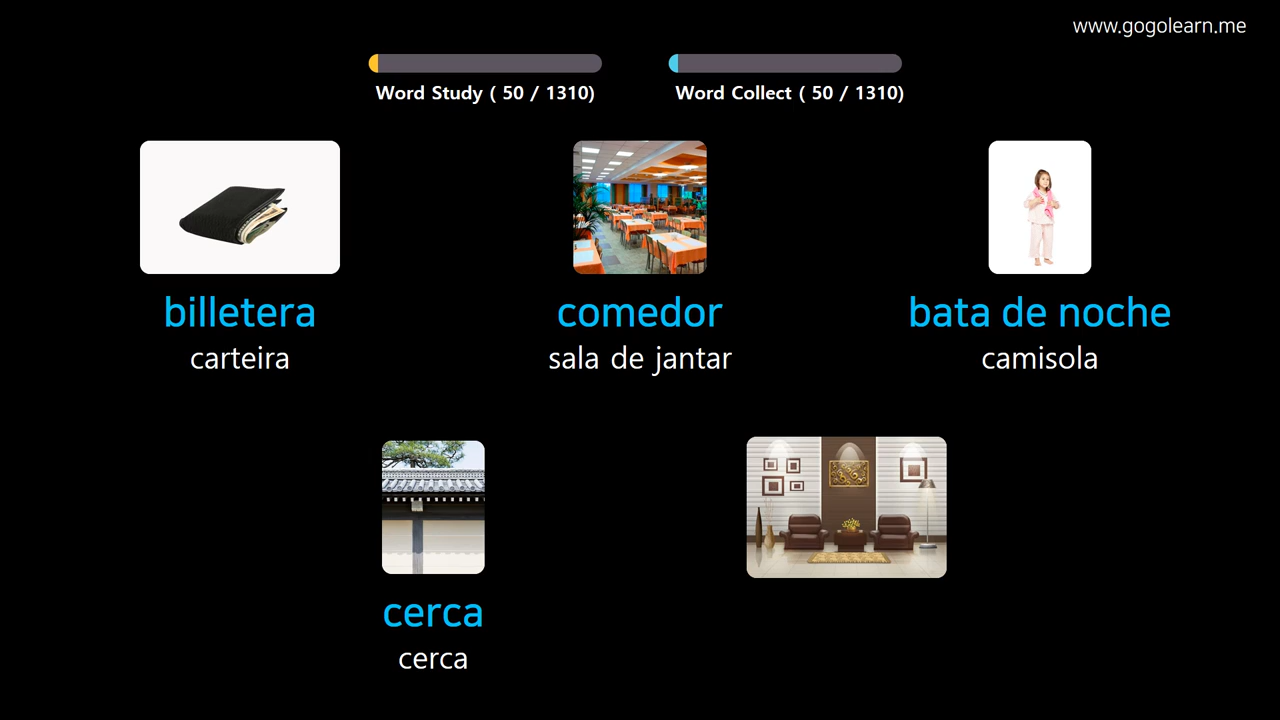 www.gogolearn.me
Word Study ( 50 / 1310)
Word Collect ( 50 / 1310)
billetera
carteira
comedor
sala de jantar
bata de noche
camisola
cerca
cerca